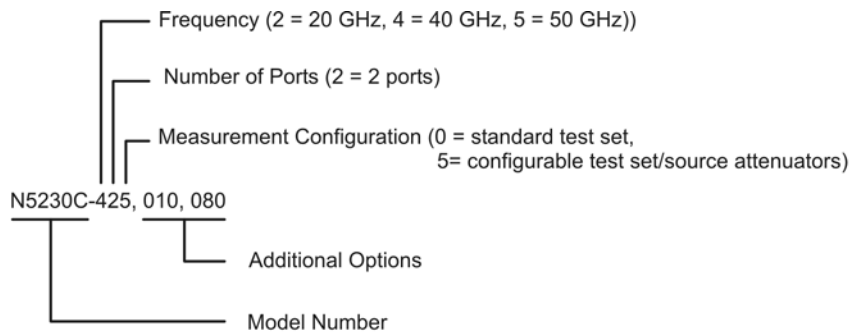 Frequency (2 = 20 GHz, 4 = 40 GHz, 5 = 50 GHz))
Number of Ports (2 = 2 ports)
Measurement Configuration (0 = standard test set,
5= configurable test set/source attenuators)
N5230C-425, 010, 080
Additional Options
Model Number